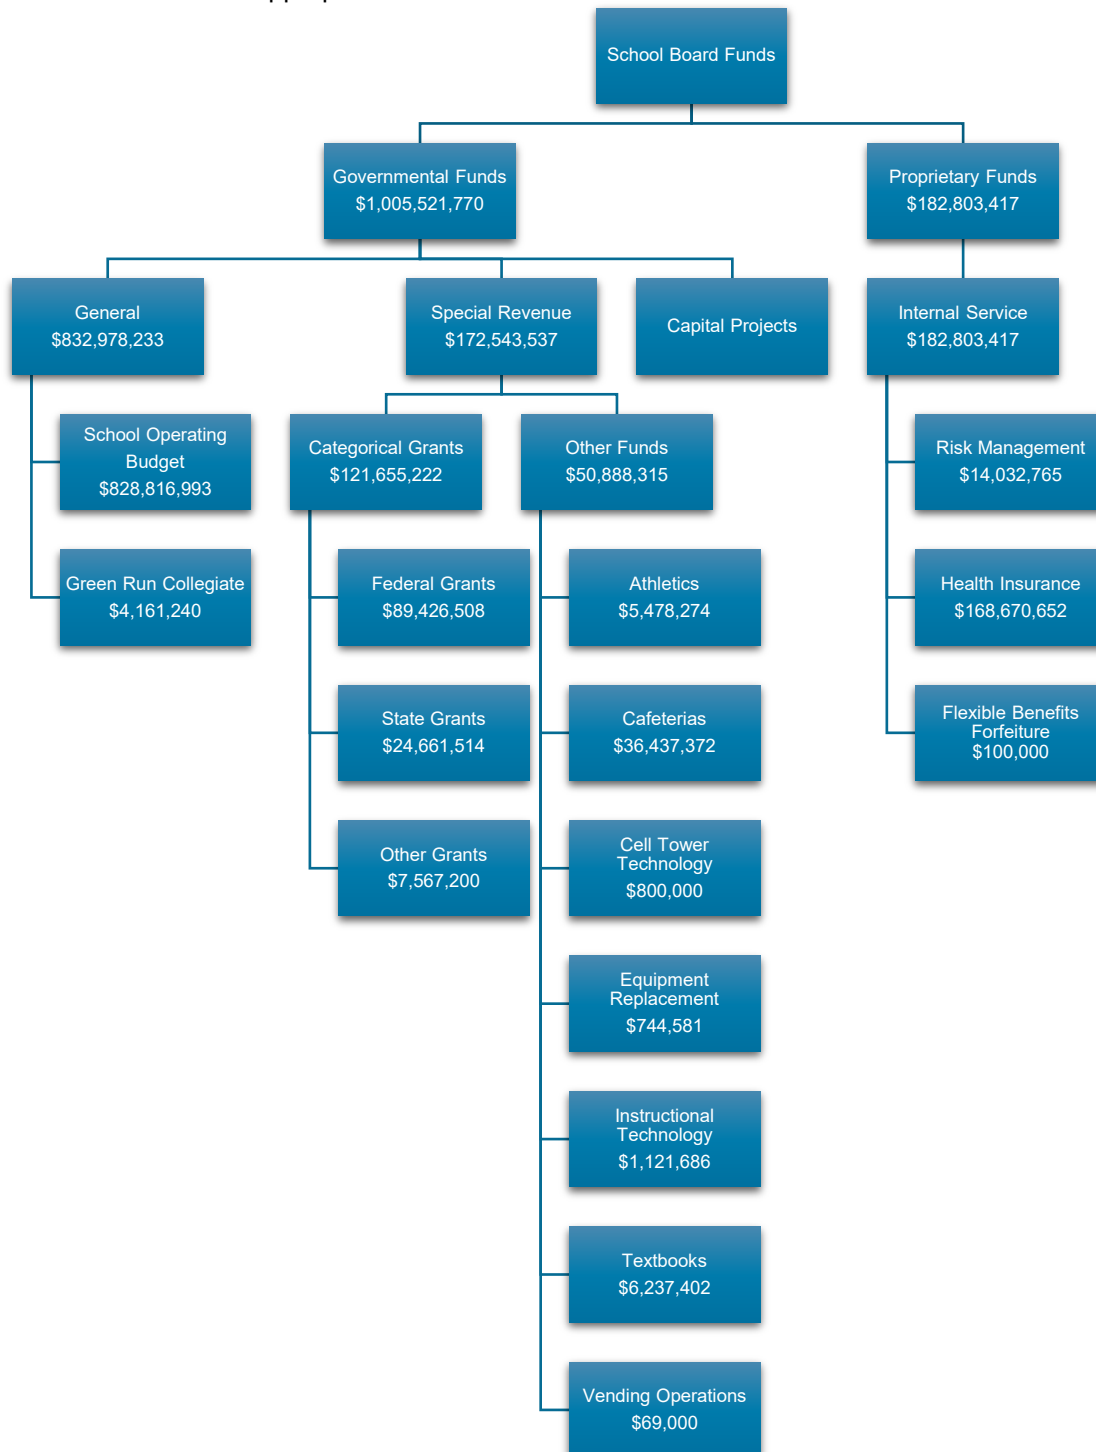 School Board Funds
Governmental Funds
$1,005,521,770
Proprietary Funds
$182,803,417
General
$832,978,233
Special Revenue
$172,543,537
Capital Projects
Internal Service
$182,803,417
School Operating
Budget
$828,816,993
Categorical Grants
$121,655,222
Other Funds
$50,888,315
Risk Management
$14,032,765
Green Run Collegiate
$4,161,240
Federal Grants
$89,426,508
Athletics
$5,478,274
Health Insurance
$168,670,652
State Grants
$24,661,514
Cafeterias
$36,437,372
Flexible Benefits
Forfeiture
$100,000
Other Grants
$7,567,200
Cell Tower
Technology
$800,000
Equipment
Replacement
$744,581
Instructional
Technology
$1,121,686
Textbooks
$6,237,402
Vending Operations
$69,000